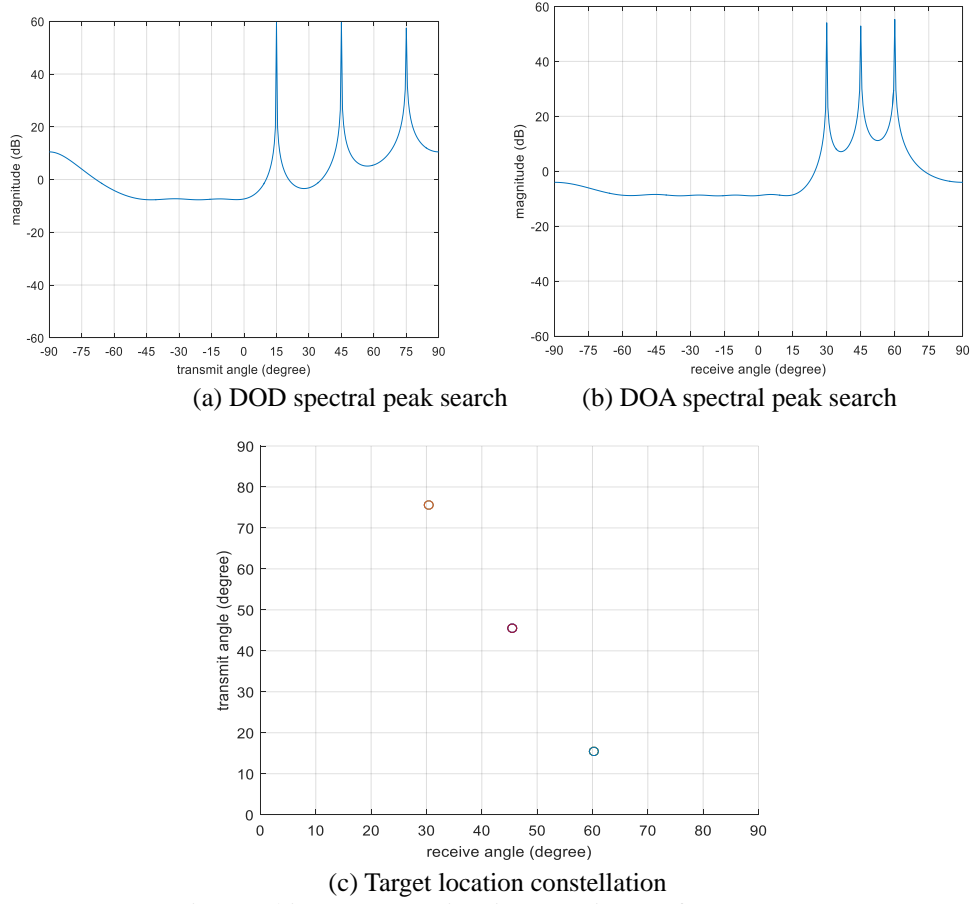 60
40
20
0
-20
-40
-60
magnitude (dB)
-90 -75 -60 -45 -30 -15 0 15 30 45 60 75 90
transmit angle (degree)
(a) DOD spectral peak search
60
40
20
0
-20
-40
-60
magnitude (dB)
-90 -75 -60 -45 -30 -15 0 15 30 45 60 75 90
receive angle (degree)
(b) DOA spectral peak search
90
80
70
60
50
40
30
20
10
0
transmit angle (degree)
0 10 20 30 40 50 60 70 80 90
receive angle (degree)
(c) Target location constellation